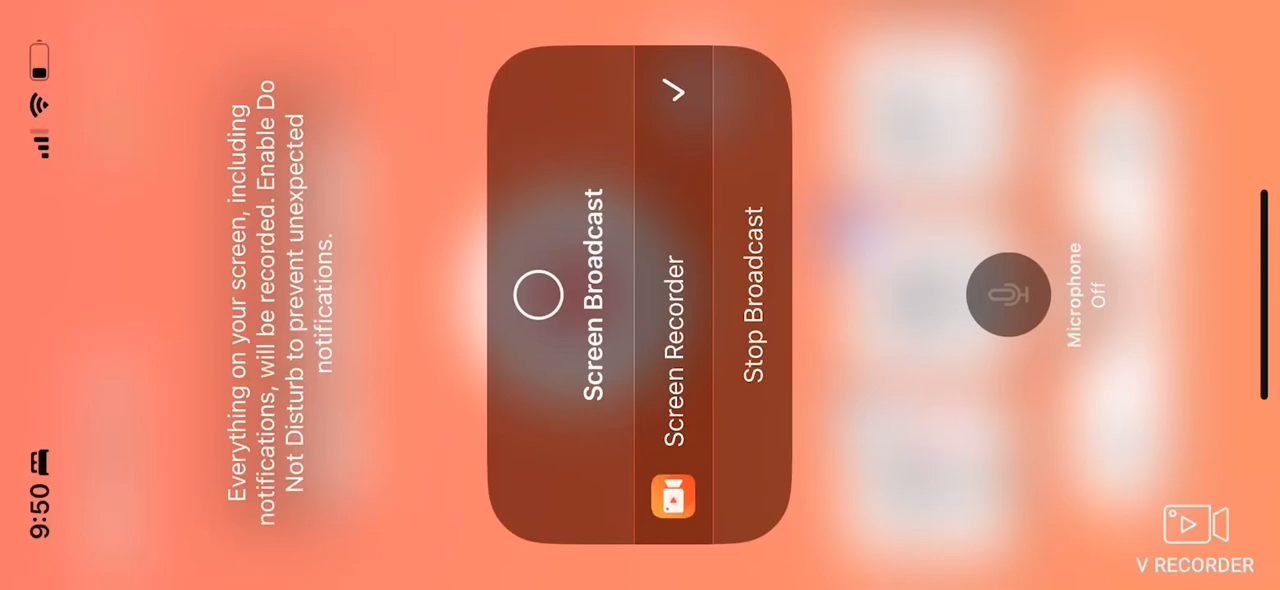 9:50
Everything on your screen, including
notifications, will be recorded. Enable Do
Not Disturb to prevent unexpected
notifications.
Screen Broadcast
Screen Recorder
Stop Broadcast
Microphone
Off
V RECORDER